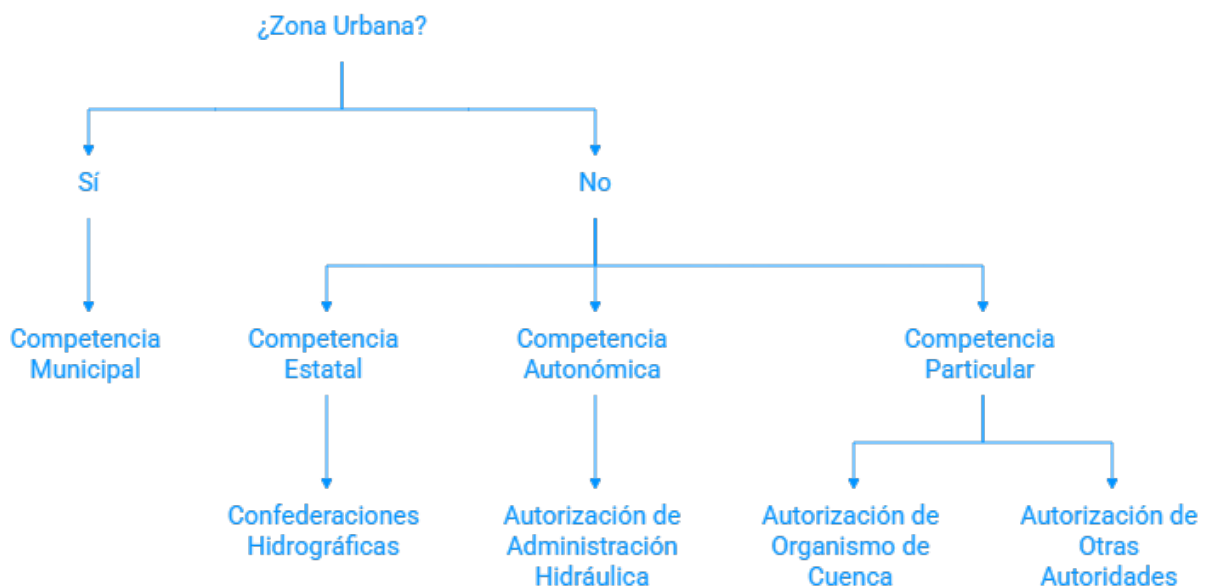 ¿Zona Urbana?
Sí
No
Competencia
Municipal
Competencia
Estatal
Competencia
Autonómica
Competencia
Particular
Confederaciones
Hidrográficas
Autorización de
Administración
Hidráulica
Autorización de
Organismo de
Cuenca
Autorización de
Otras
Autoridades